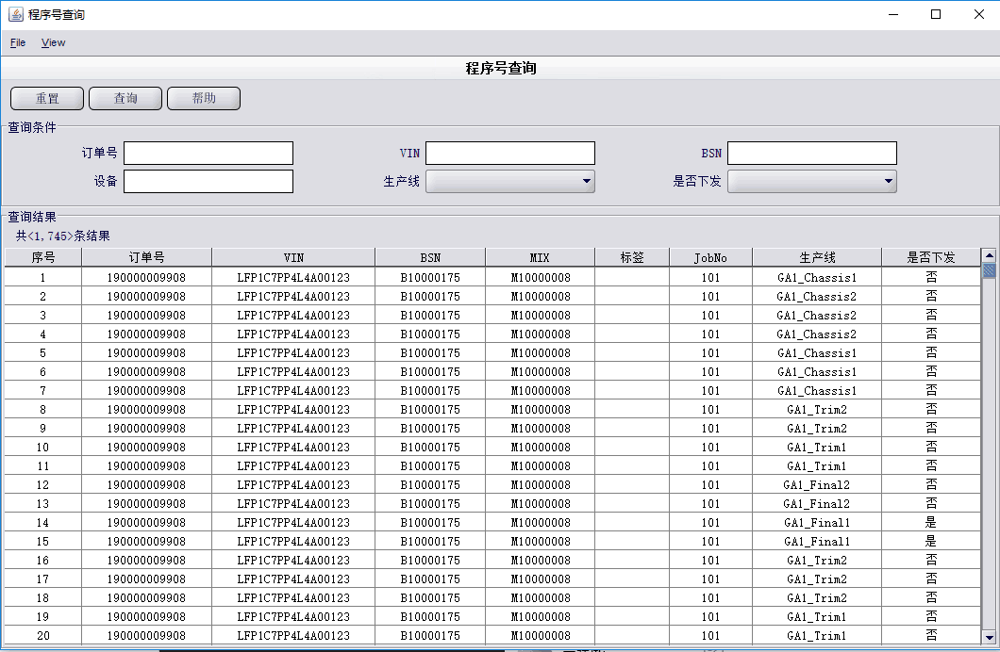 程序号查询
File View
程序号查询
重置 查询 帮助
查询条件
订单号 VIN BSN
设备 生产线 是否下发
查询结果
共<1,745>条结果
序号 订单号 VIN BSN MIX 标签 JobNo 生产线 是否下发
1 190000009908 LFP1C7PP4L4A00123 B10000175 M10000008 101 GA1_Chassis1 否
2 190000009908 LFP1C7PP4L4A00123 B10000175 M10000008 101 GA1_Chassis2 否
3 190000009908 LFP1C7PP4L4A00123 B10000175 M10000008 101 GA1_Chassis2 否
4 190000009908 LFP1C7PP4L4A00123 B10000175 M10000008 101 GA1_Chassis2 否
5 190000009908 LFP1C7PP4L4A00123 B10000175 M10000008 101 GA1_Chassis1 否
6 190000009908 LFP1C7PP4L4A00123 B10000175 M10000008 101 GA1_Chassis1 否
7 190000009908 LFP1C7PP4L4A00123 B10000175 M10000008 101 GA1_Chassis1 否
8 190000009908 LFP1C7PP4L4A00123 B10000175 M10000008 101 GA1_Trim2 否
9 190000009908 LFP1C7PP4L4A00123 B10000175 M10000008 101 GA1_Trim2 否
10 190000009908 LFP1C7PP4L4A00123 B10000175 M10000008 101 GA1_Trim1 否
11 190000009908 LFP1C7PP4L4A00123 B10000175 M10000008 101 GA1_Trim1 否
12 190000009908 LFP1C7PP4L4A00123 B10000175 M10000008 101 GA1_Final2 否
13 190000009908 LFP1C7PP4L4A00123 B10000175 M10000008 101 GA1_Final2 否
14 190000009908 LFP1C7PP4L4A00123 B10000175 M10000008 101 GA1_Final1 是
15 190000009908 LFP1C7PP4L4A00123 B10000175 M10000008 101 GA1_Final1 是
16 190000009908 LFP1C7PP4L4A00123 B10000175 M10000008 101 GA1_Trim2 否
17 190000009908 LFP1C7PP4L4A00123 B10000175 M10000008 101 GA1_Trim2 否
18 190000009908 LFP1C7PP4L4A00123 B10000175 M10000008 101 GA1_Trim2 否
19 190000009908 LFP1C7PP4L4A00123 B10000175 M10000008 101 GA1_Trim1 否
20 190000009908 LFP1C7PP4L4A00123 B10000175 M10000008 101 GA1_Trim1 否